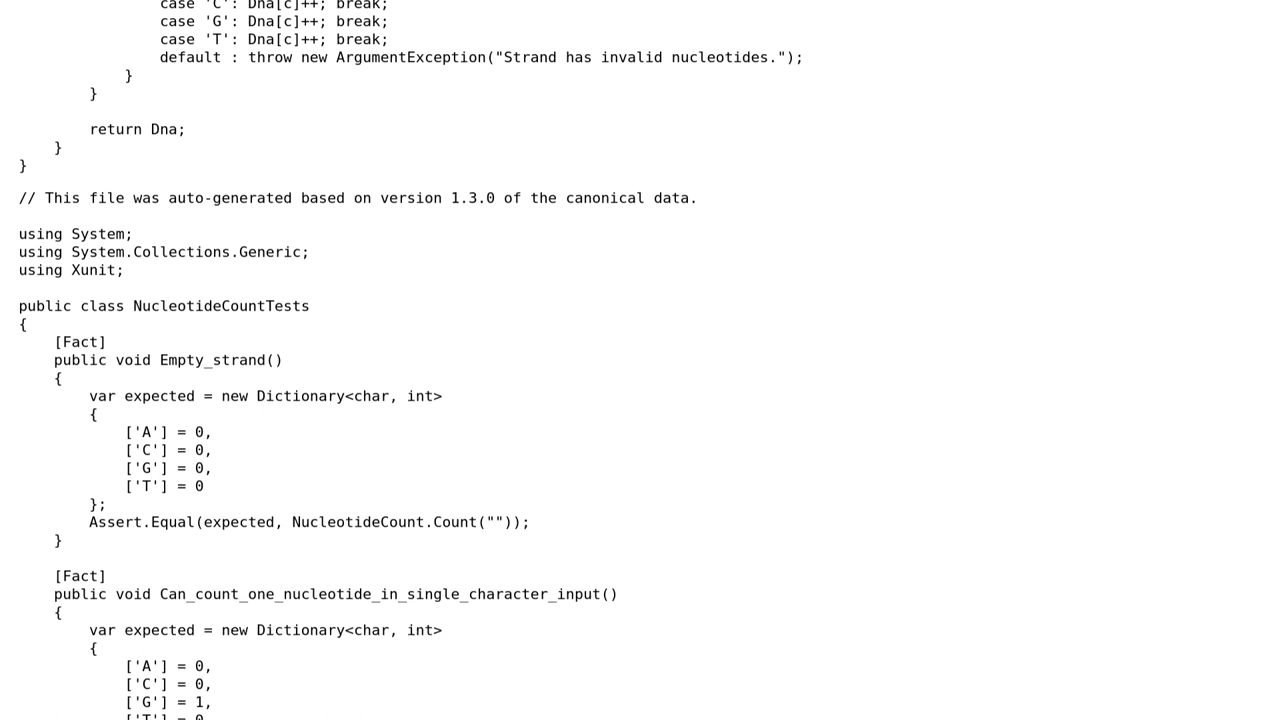 case 'C': Dna[c]++; break;
case 'G': Dna[c]++; break;
case 'T': Dna[c]++; break;
default : throw new ArgumentException("Strand has invalid nucleotides.");
}
}
return Dna;
}
}
// This file was auto-generated based on version 1.3.0 of the canonical data.
using System;
using System.Collections.Generic;
using Xunit;
public class NucleotideCountTests
{
[Fact]
public void Empty_strand()
{
var expected = new Dictionary<char, int>
{
['A'] = 0,
['C'] = 0,
['G'] = 0,
['T'] = 0
};
Assert.Equal(expected, NucleotideCount.Count(""));
}
[Fact]
public void Can_count_one_nucleotide_in_single_character_input()
{
var expected = new Dictionary<char, int>
{
['A'] = 0,
['C'] = 0,
['G'] = 1,
['T'] = 0